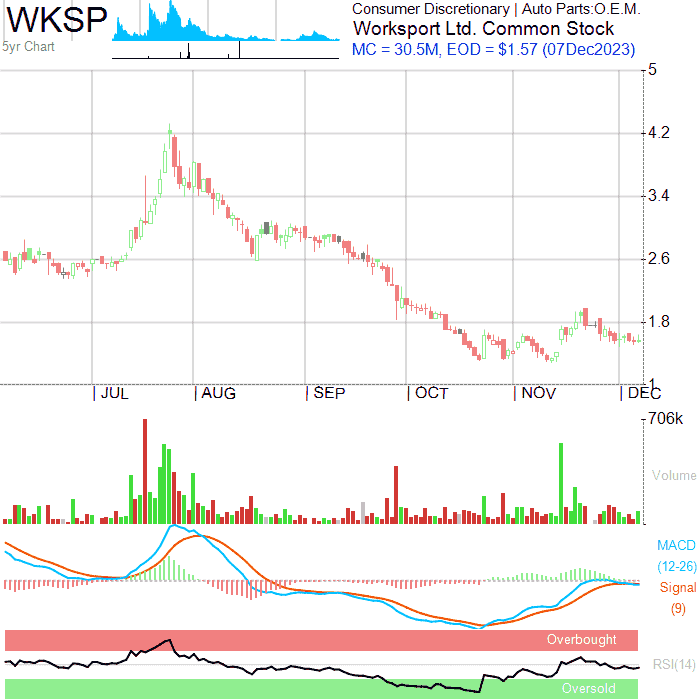 WKSP
5yr Chart
Consumer Discretionary | Auto Parts:O.E.M.
Worksport Ltd. Common Stock
MC = 30.5M, EOD = $1.57 (07Dec2023)
5
4.2
3.4
2.6
1.8
1
JUL AUG SEP OCT NOV DEC
706k
Volume
MACD
(12-26)
Signal
(9)
Overbought
RSI(14)
Oversold